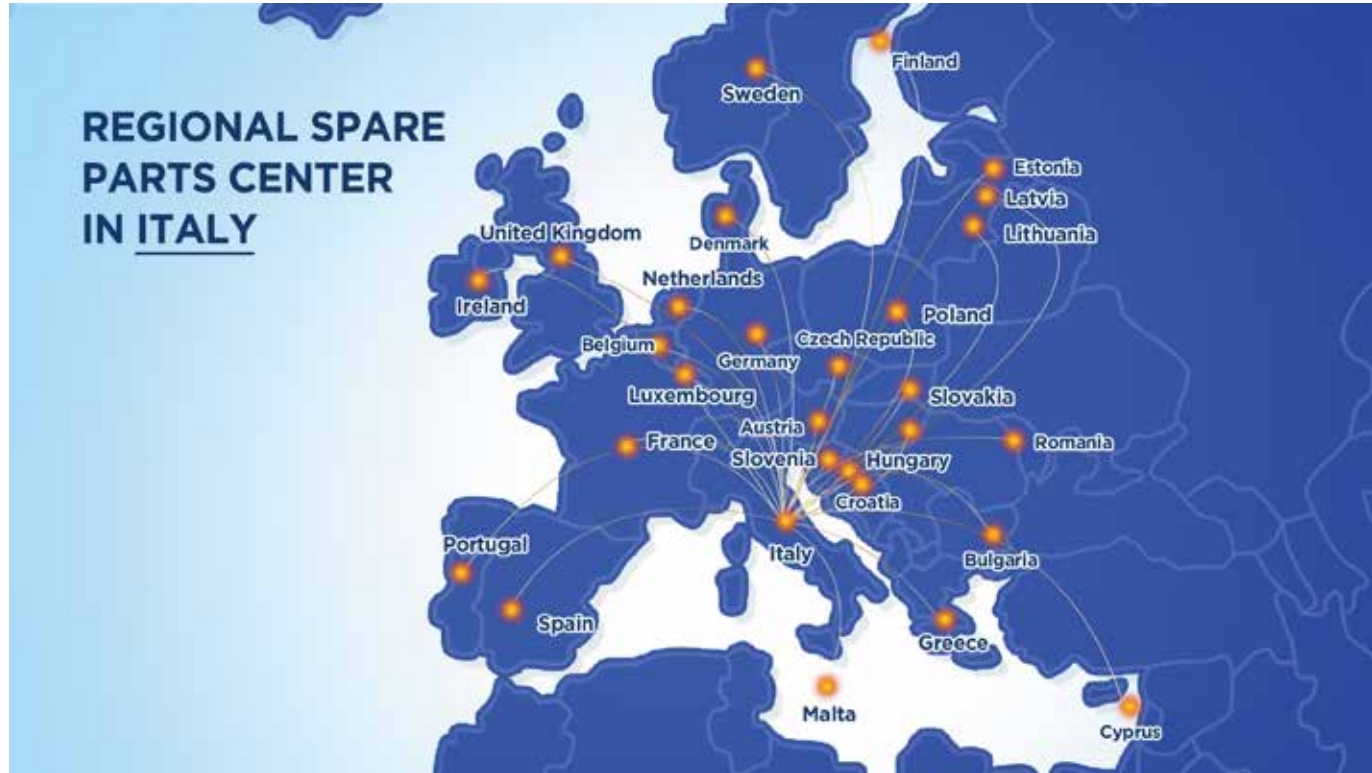 REGIONAL SPARE
PARTS CENTER
IN ITALY
Finland
Sweden
Estonia
Latvia
Lithuania
United Kingdom
Denmark
Netherlands
Ireland
Poland
Czech Republic
Belgium
Germany
Luxembourg
Slovakia
Austria
France
Romania
Slovenia
Hungary
Croatia
Portugal
Italy
Bulgaria
Spain
Greece
Malta
Cyprus